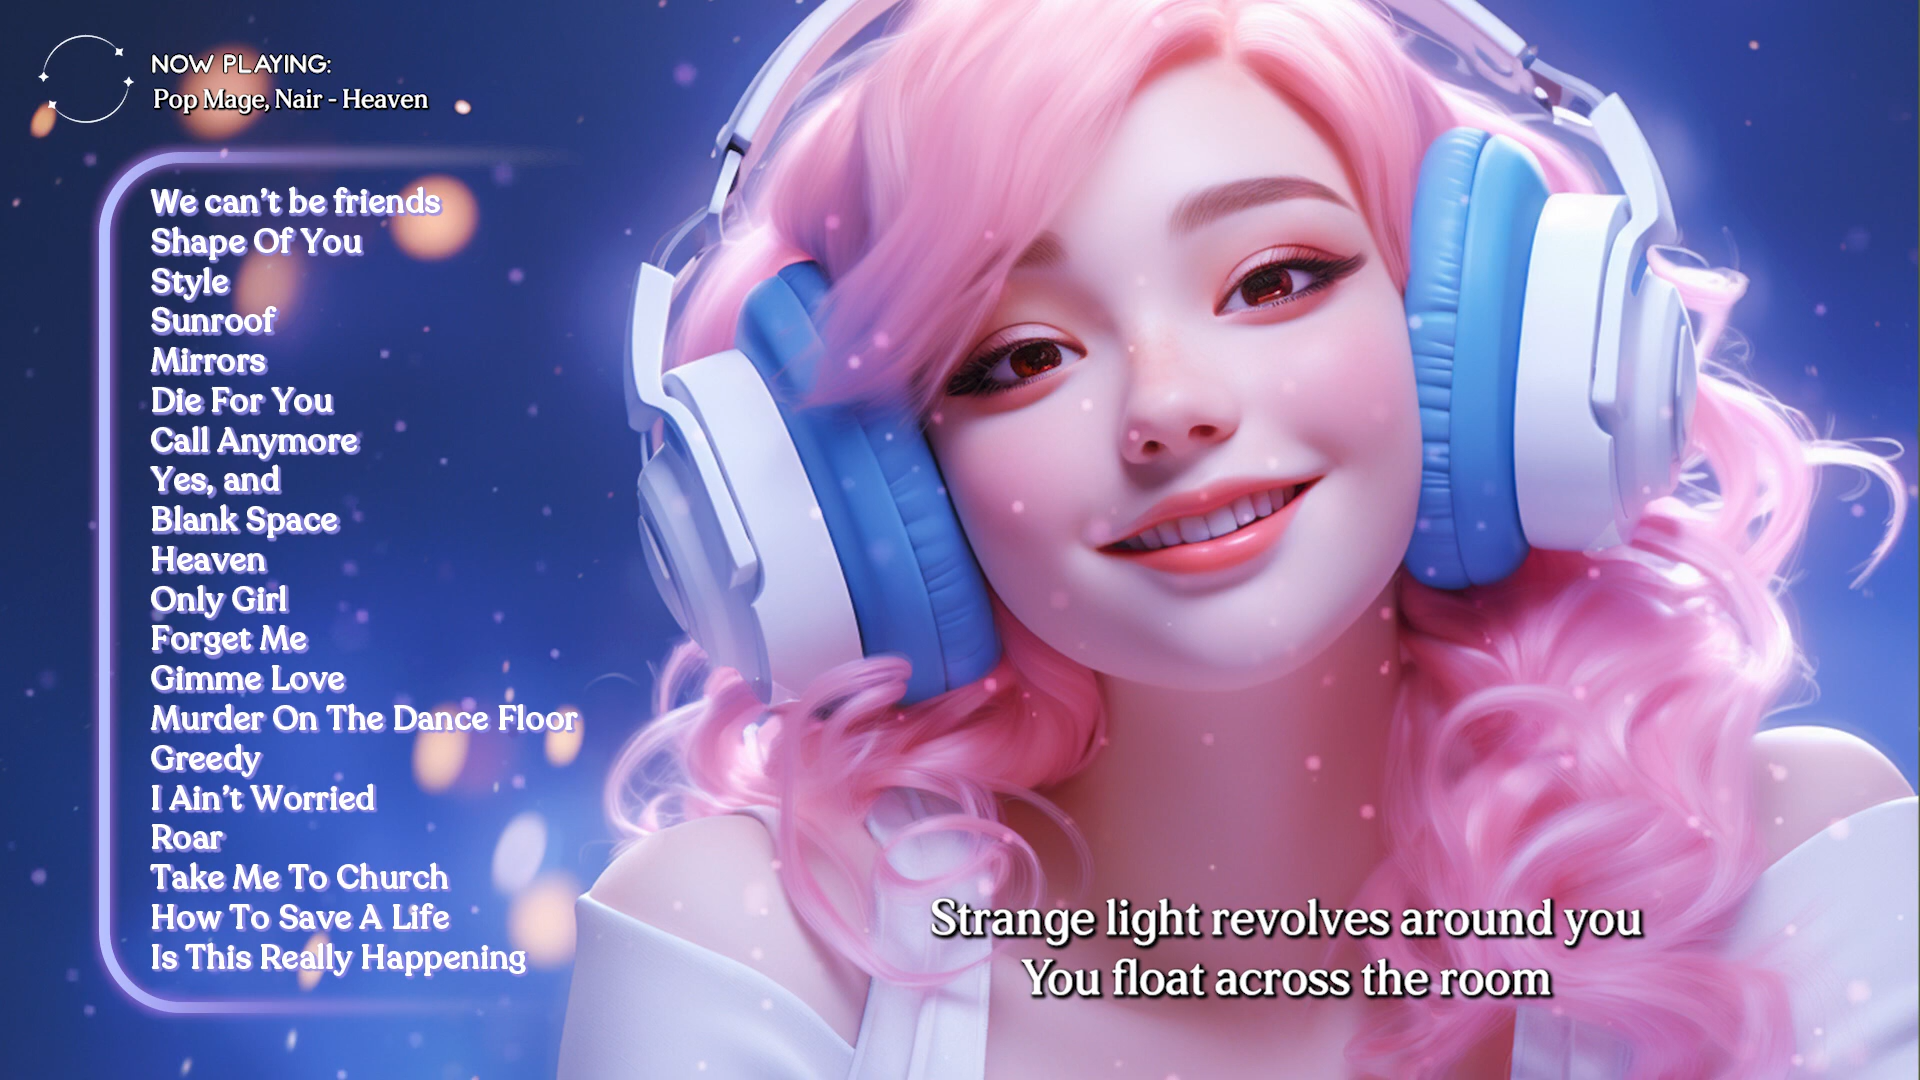 NOW PLAYING:
Pop Mage, Nair - Heaven
We can't be friends
Shape Of You
Style
Sunroof
Mirrors
Die For You
Call Anymore
Yes, and
Blank Space
Heaven
Only Girl
Forget Me
Gimme Love
Murder On The Dance Floor
Greedy
I Ain't Worried
Roar
Take Me To Church
How To Save A Life
Is This Really Happening
Strange light revolves around you
You float across the room